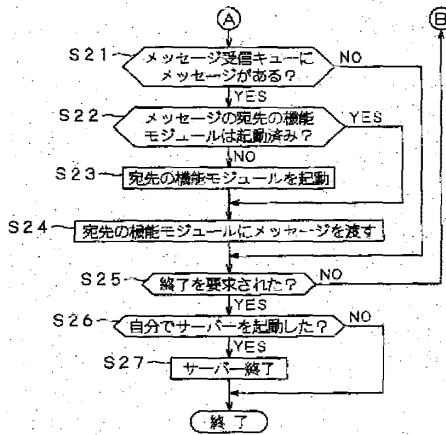 A
B
S21
メッセージ受信キューに
メッセージがある?
NO
YES
S22
メッセージの宛先の機能
モジュールは起動済み?
YES
NO
S23
宛先の機能モジュールを起動
S24
宛先の機能モジュールにメッセージを渡す
S25
終了を要求された?
NO
YES
S26
自分でサーバーを起動した?
NO
YES
S27
サーバー終了
終了